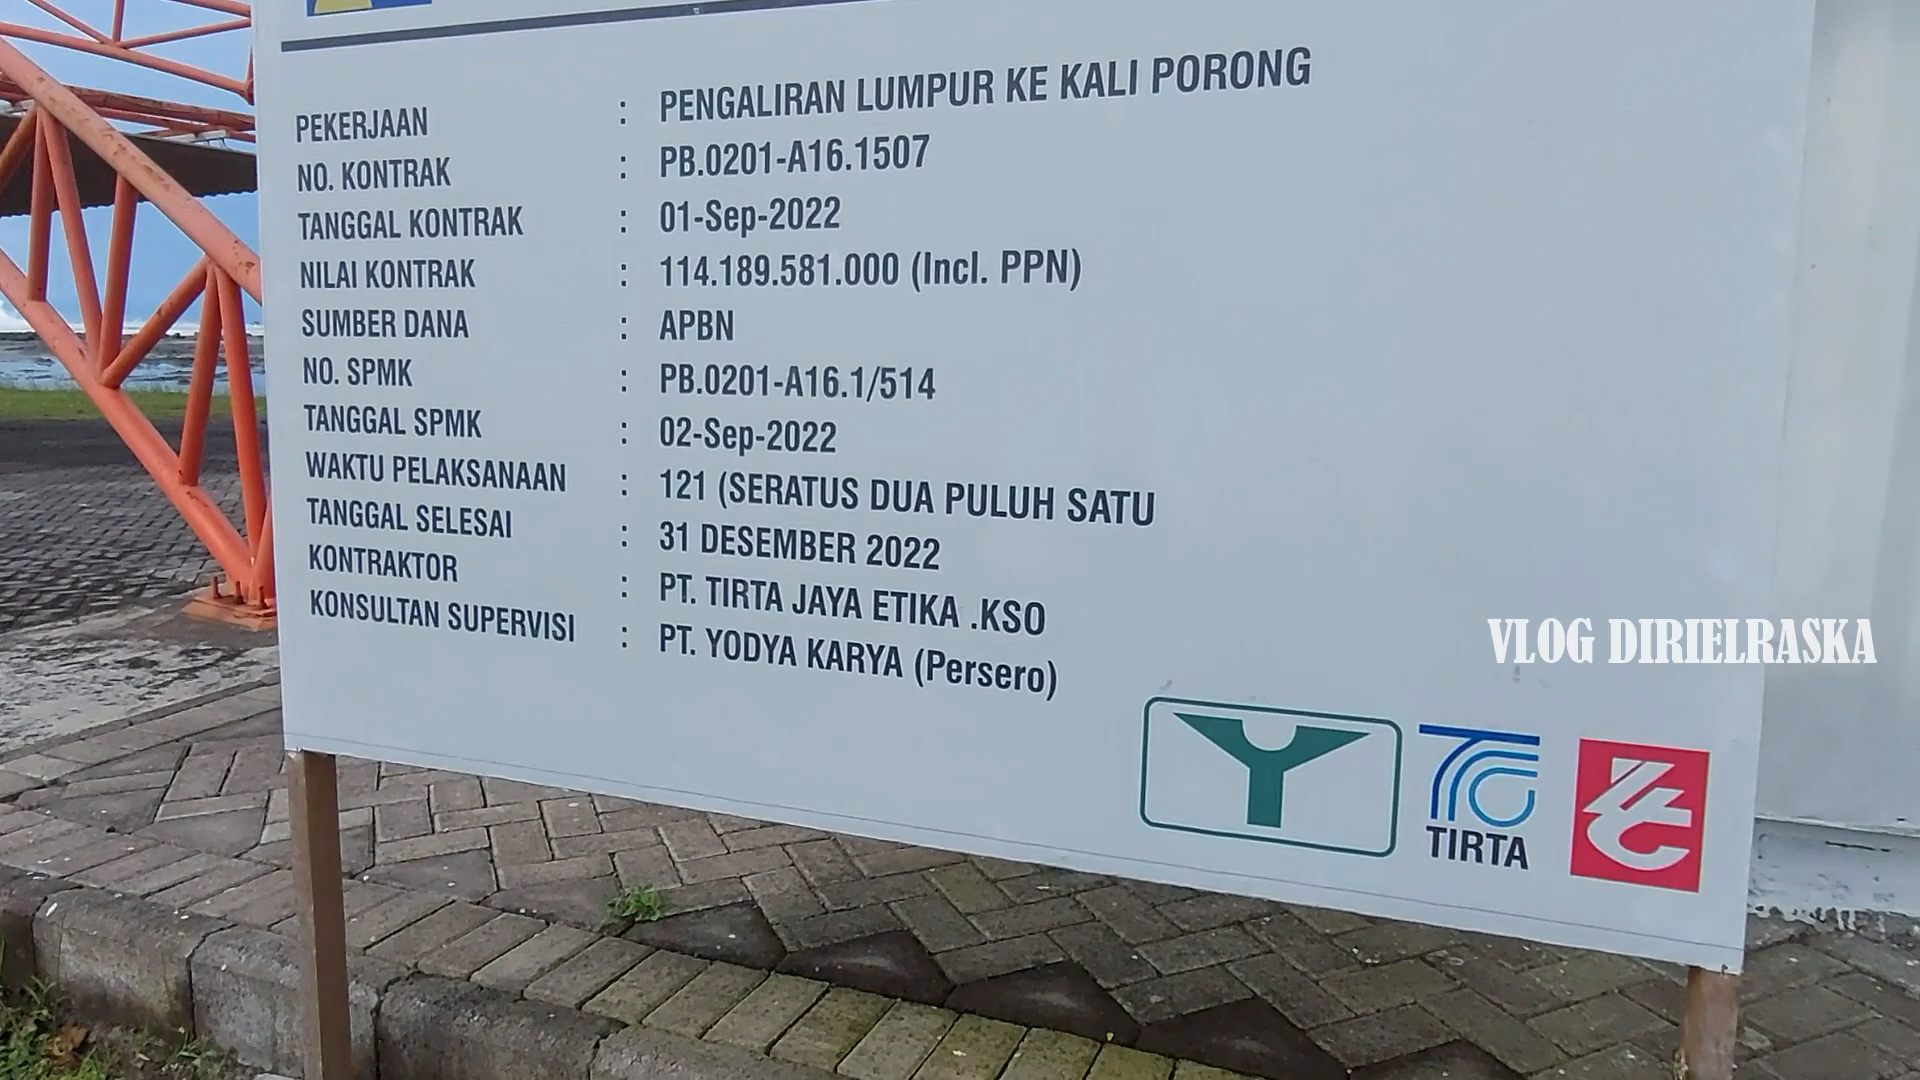 PEKERJAAN : PENGALIRAN LUMPUR KE KALI PORONG
NO. KONTRAK : PB.0201-A16.1507
TANGGAL KONTRAK : 01-Sep-2022
NILAI KONTRAK : 114.189.581.000 (Incl. PPN)
SUMBER DANA : APBN
NO. SPMK : PB.0201-A16.1/514
TANGGAL SPMK : 02-Sep-2022
WAKTU PELAKSANAAN : 121 (SERATUS DUA PULUH SATU
TANGGAL SELESAI : 31 DESEMBER 2022
KONTRAKTOR : PT. TIRTA JAYA ETIKA .KSO
KONSULTAN SUPERVISI : PT. YODYA KARYA (Persero)
VLOG DIRIELRASKA
TIRTA